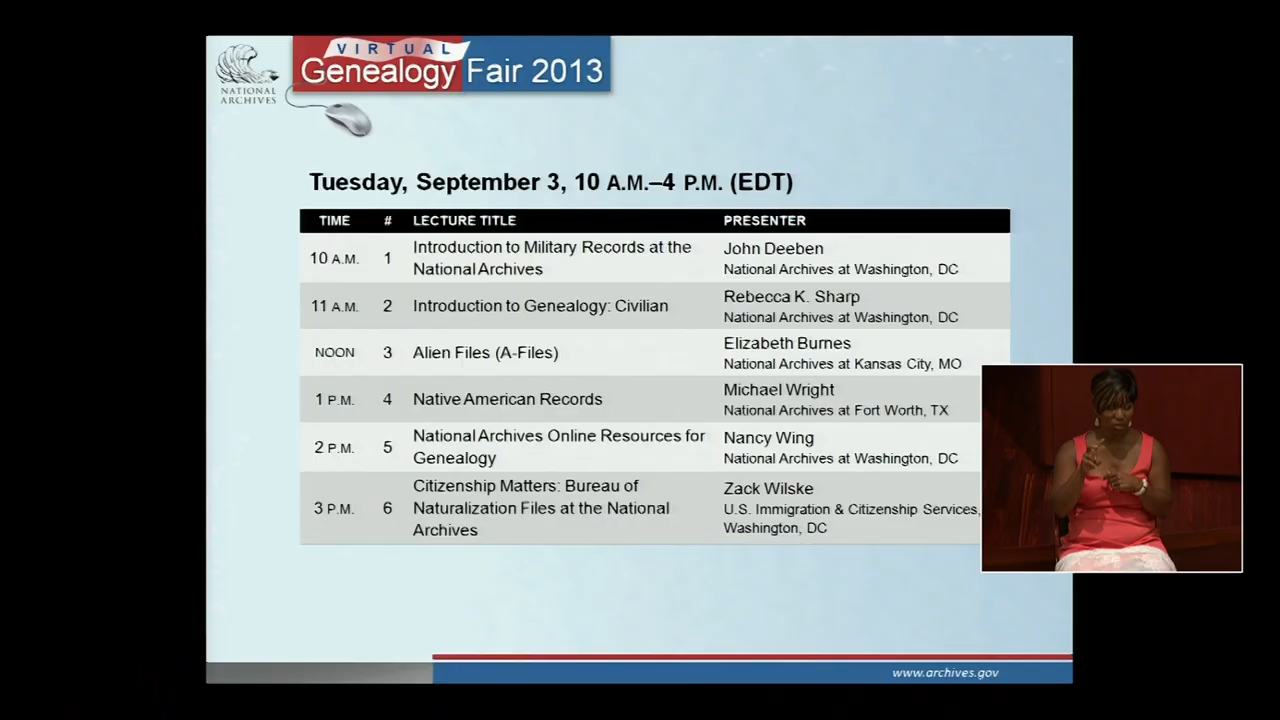 NATIONAL
ARCHIVES
VIRTUAL
Genealogy Fair 2013
Tuesday, September 3, 10 A.M.–4 P.M. (EDT)
TIME # LECTURE TITLE PRESENTER
10 A.M. 1 Introduction to Military Records at the National Archives John Deeben
National Archives at Washington, DC
11 A.M. 2 Introduction to Genealogy: Civilian Rebecca K. Sharp
National Archives at Washington, DC
NOON 3 Alien Files (A-Files) Elizabeth Burnes
National Archives at Kansas City, MO
1 P.M. 4 Native American Records Michael Wright
National Archives at Fort Worth, TX
2 P.M. 5 National Archives Online Resources for Genealogy Nancy Wing
National Archives at Washington, DC
3 P.M. 6 Citizenship Matters: Bureau of Naturalization Files at the National Archives Zack Wilske
U.S. Immigration & Citizenship Services,
Washington, DC
www.archives.gov